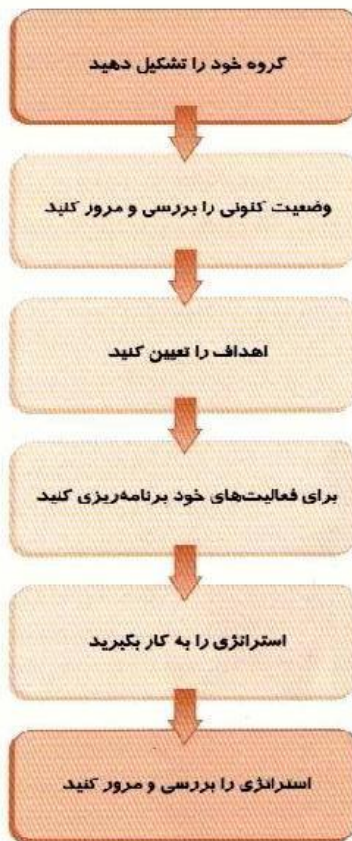 گروه خود را تشکیل دهید
وضعیت کنونی را بررسی و مرور کنید
اهداف را تعیین کنید
برای فعالیت‌های خود برنامه‌ریزی کنید
استراتژی را به کار بگیرید
استراتژی را بررسی و مرور کنید